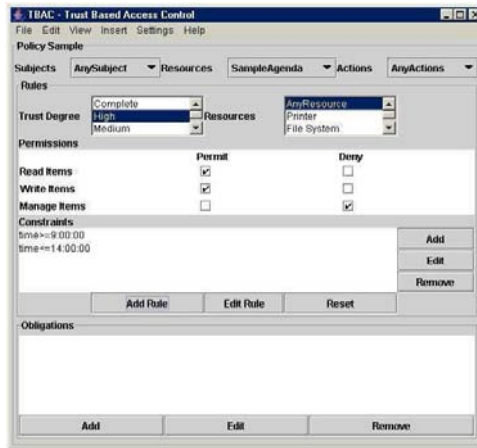 TBAC - Trust Based Access Control
File Edit View Insert Settings Help
Policy Sample
Subjects AnySubject Resources SampleAgenda Actions AnyActions
Rules
Trust Degree Complete High Medium Resources AnyResource Printer File System
Permissions
Permit Deny
Read Items
Write Items
Manage Items
Constraints
time>=9:00:00
time<=14:00:00
Add
Edit
Remove
Add Rule Edit Rule Reset
Obligations
Add Edit Remove